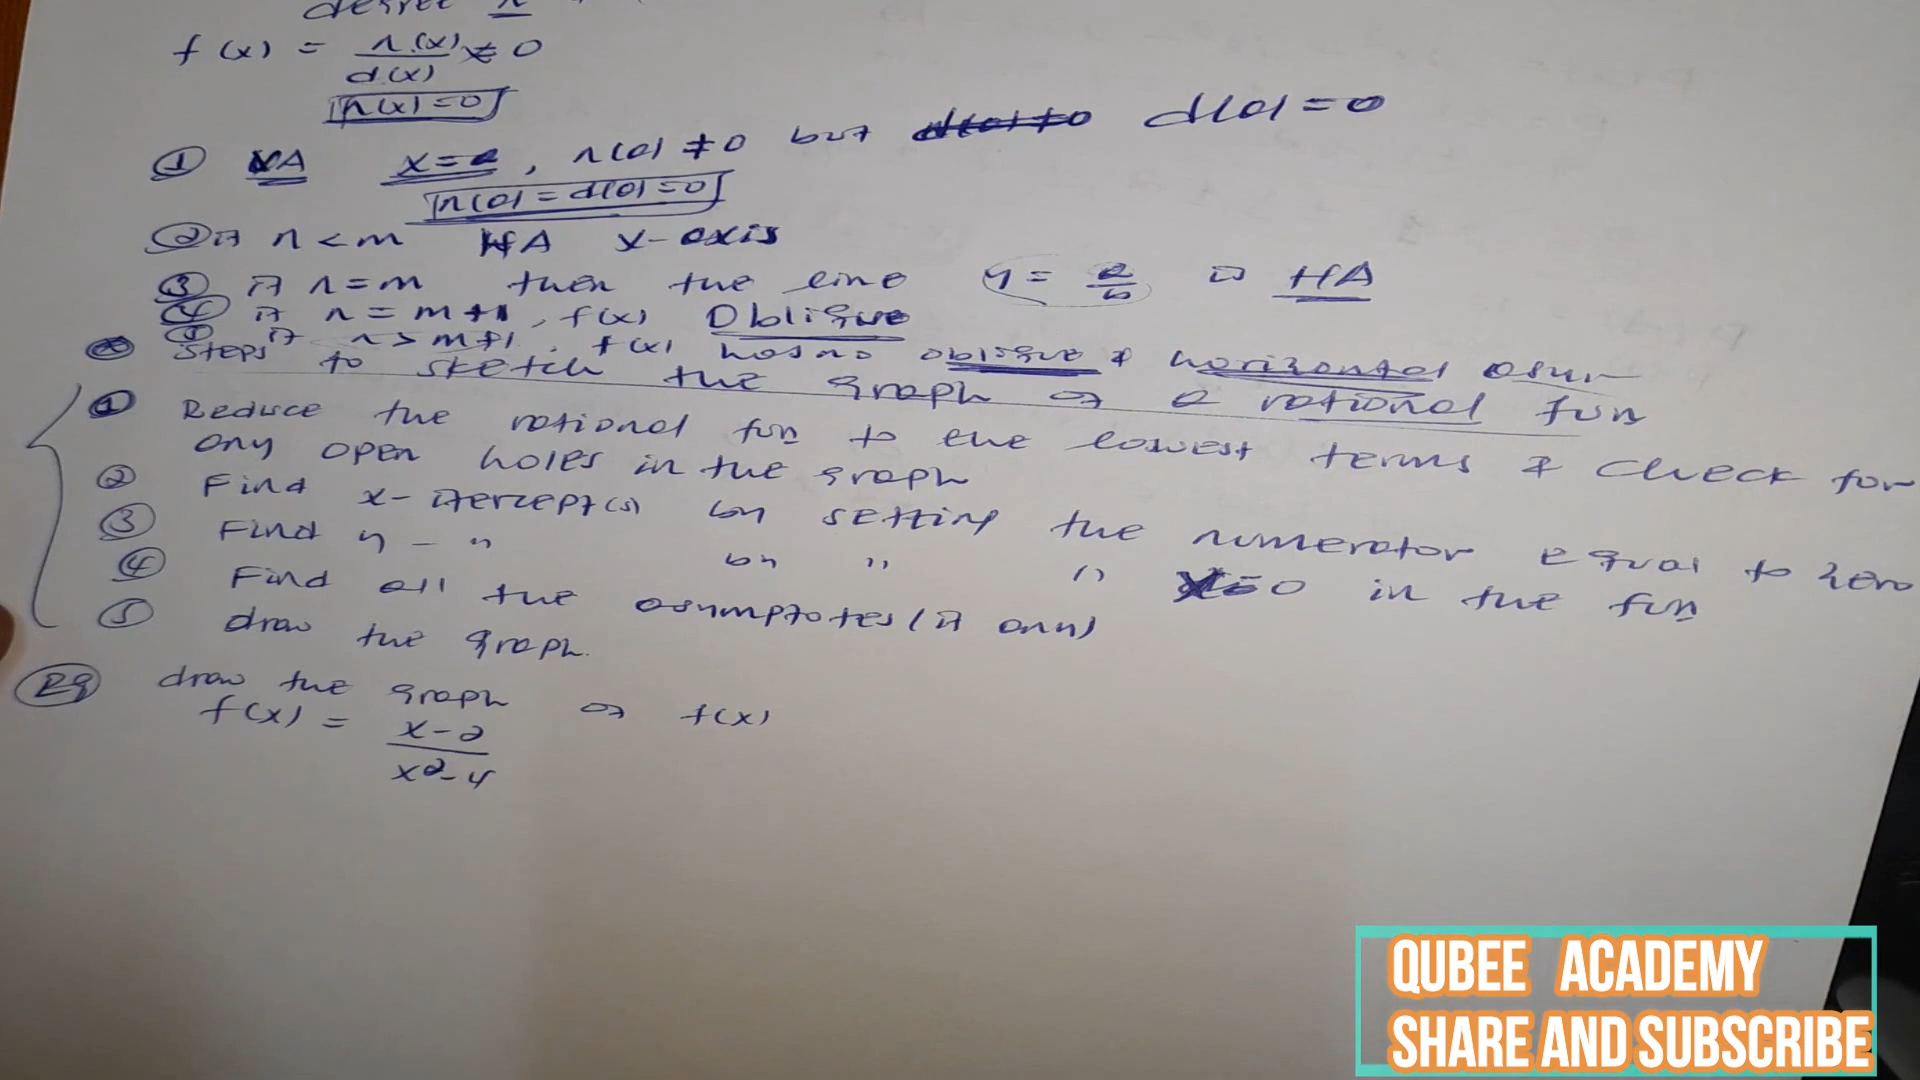 degree n
f(x) = n(x)/d(x) ≠ 0
n(x) = 0
① VA x = a, n(a) ≠ 0 but d(a) = 0
n(a) = d(a) = 0
② if n < m HA x-axis
③ if n = m then the line y = a/b is HA
④ if n = m + 1, f(x) Oblique
⑤ if n > m + 1, f(x) has no oblique & horizontal asym
Steps to sketch the graph of a rational fun
① Reduce the rational fun to the lowest terms & check for
any open holes in the graph
② Find x-itercept(s) by setting the numerator equal to zero
③ Find y - " by " " x=0 in the fun
④ Find all the asymptotes (if any)
⑤ draw the graph.
Eg draw the graph of f(x)
f(x) = x-2/x²-4
QUBEE ACADEMY
SHARE AND SUBSCRIBE